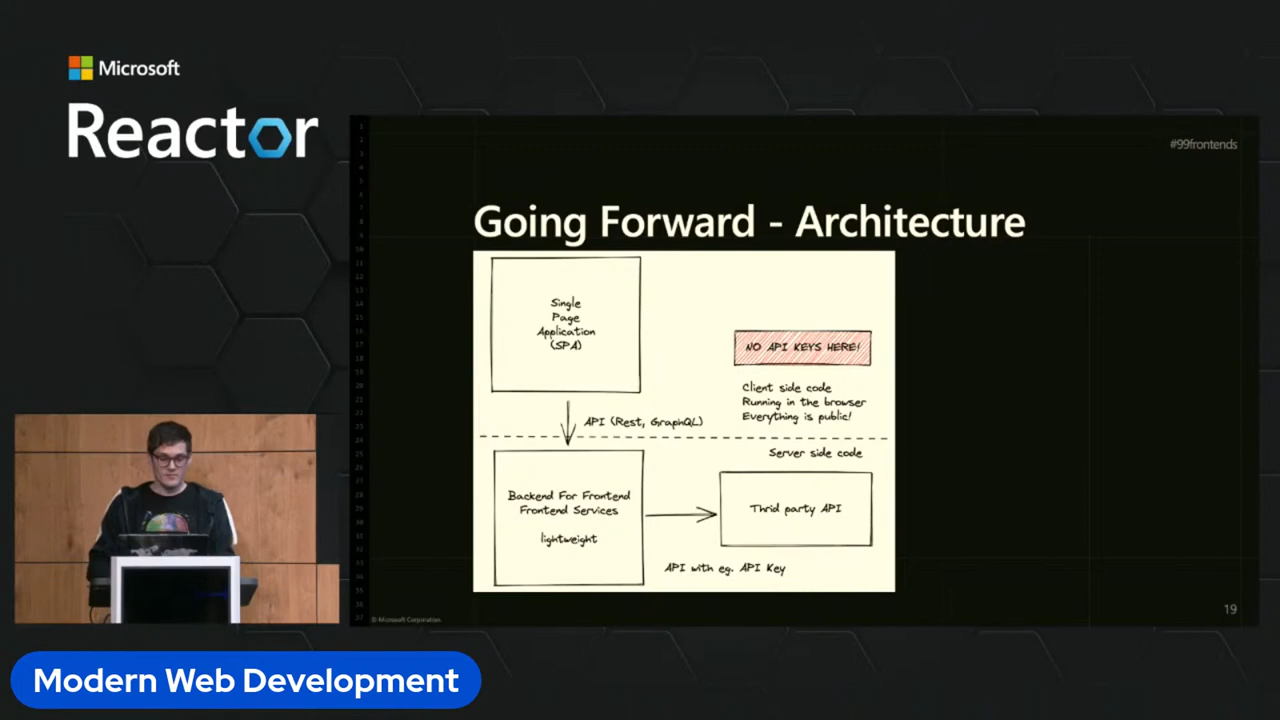 Microsoft
Reactor
#99frontends
Going Forward - Architecture
Single
Page
Application
(SPA)
NO API KEYS HERE!
Client side code
Running in the browser
Everything is public!
API (Rest, GraphQL)
Server side code
Backend For Frontend
Frontend Services
lightweight
Thrid party API
API with eg. API Key
19
© Microsoft Corporation
Modern Web Development